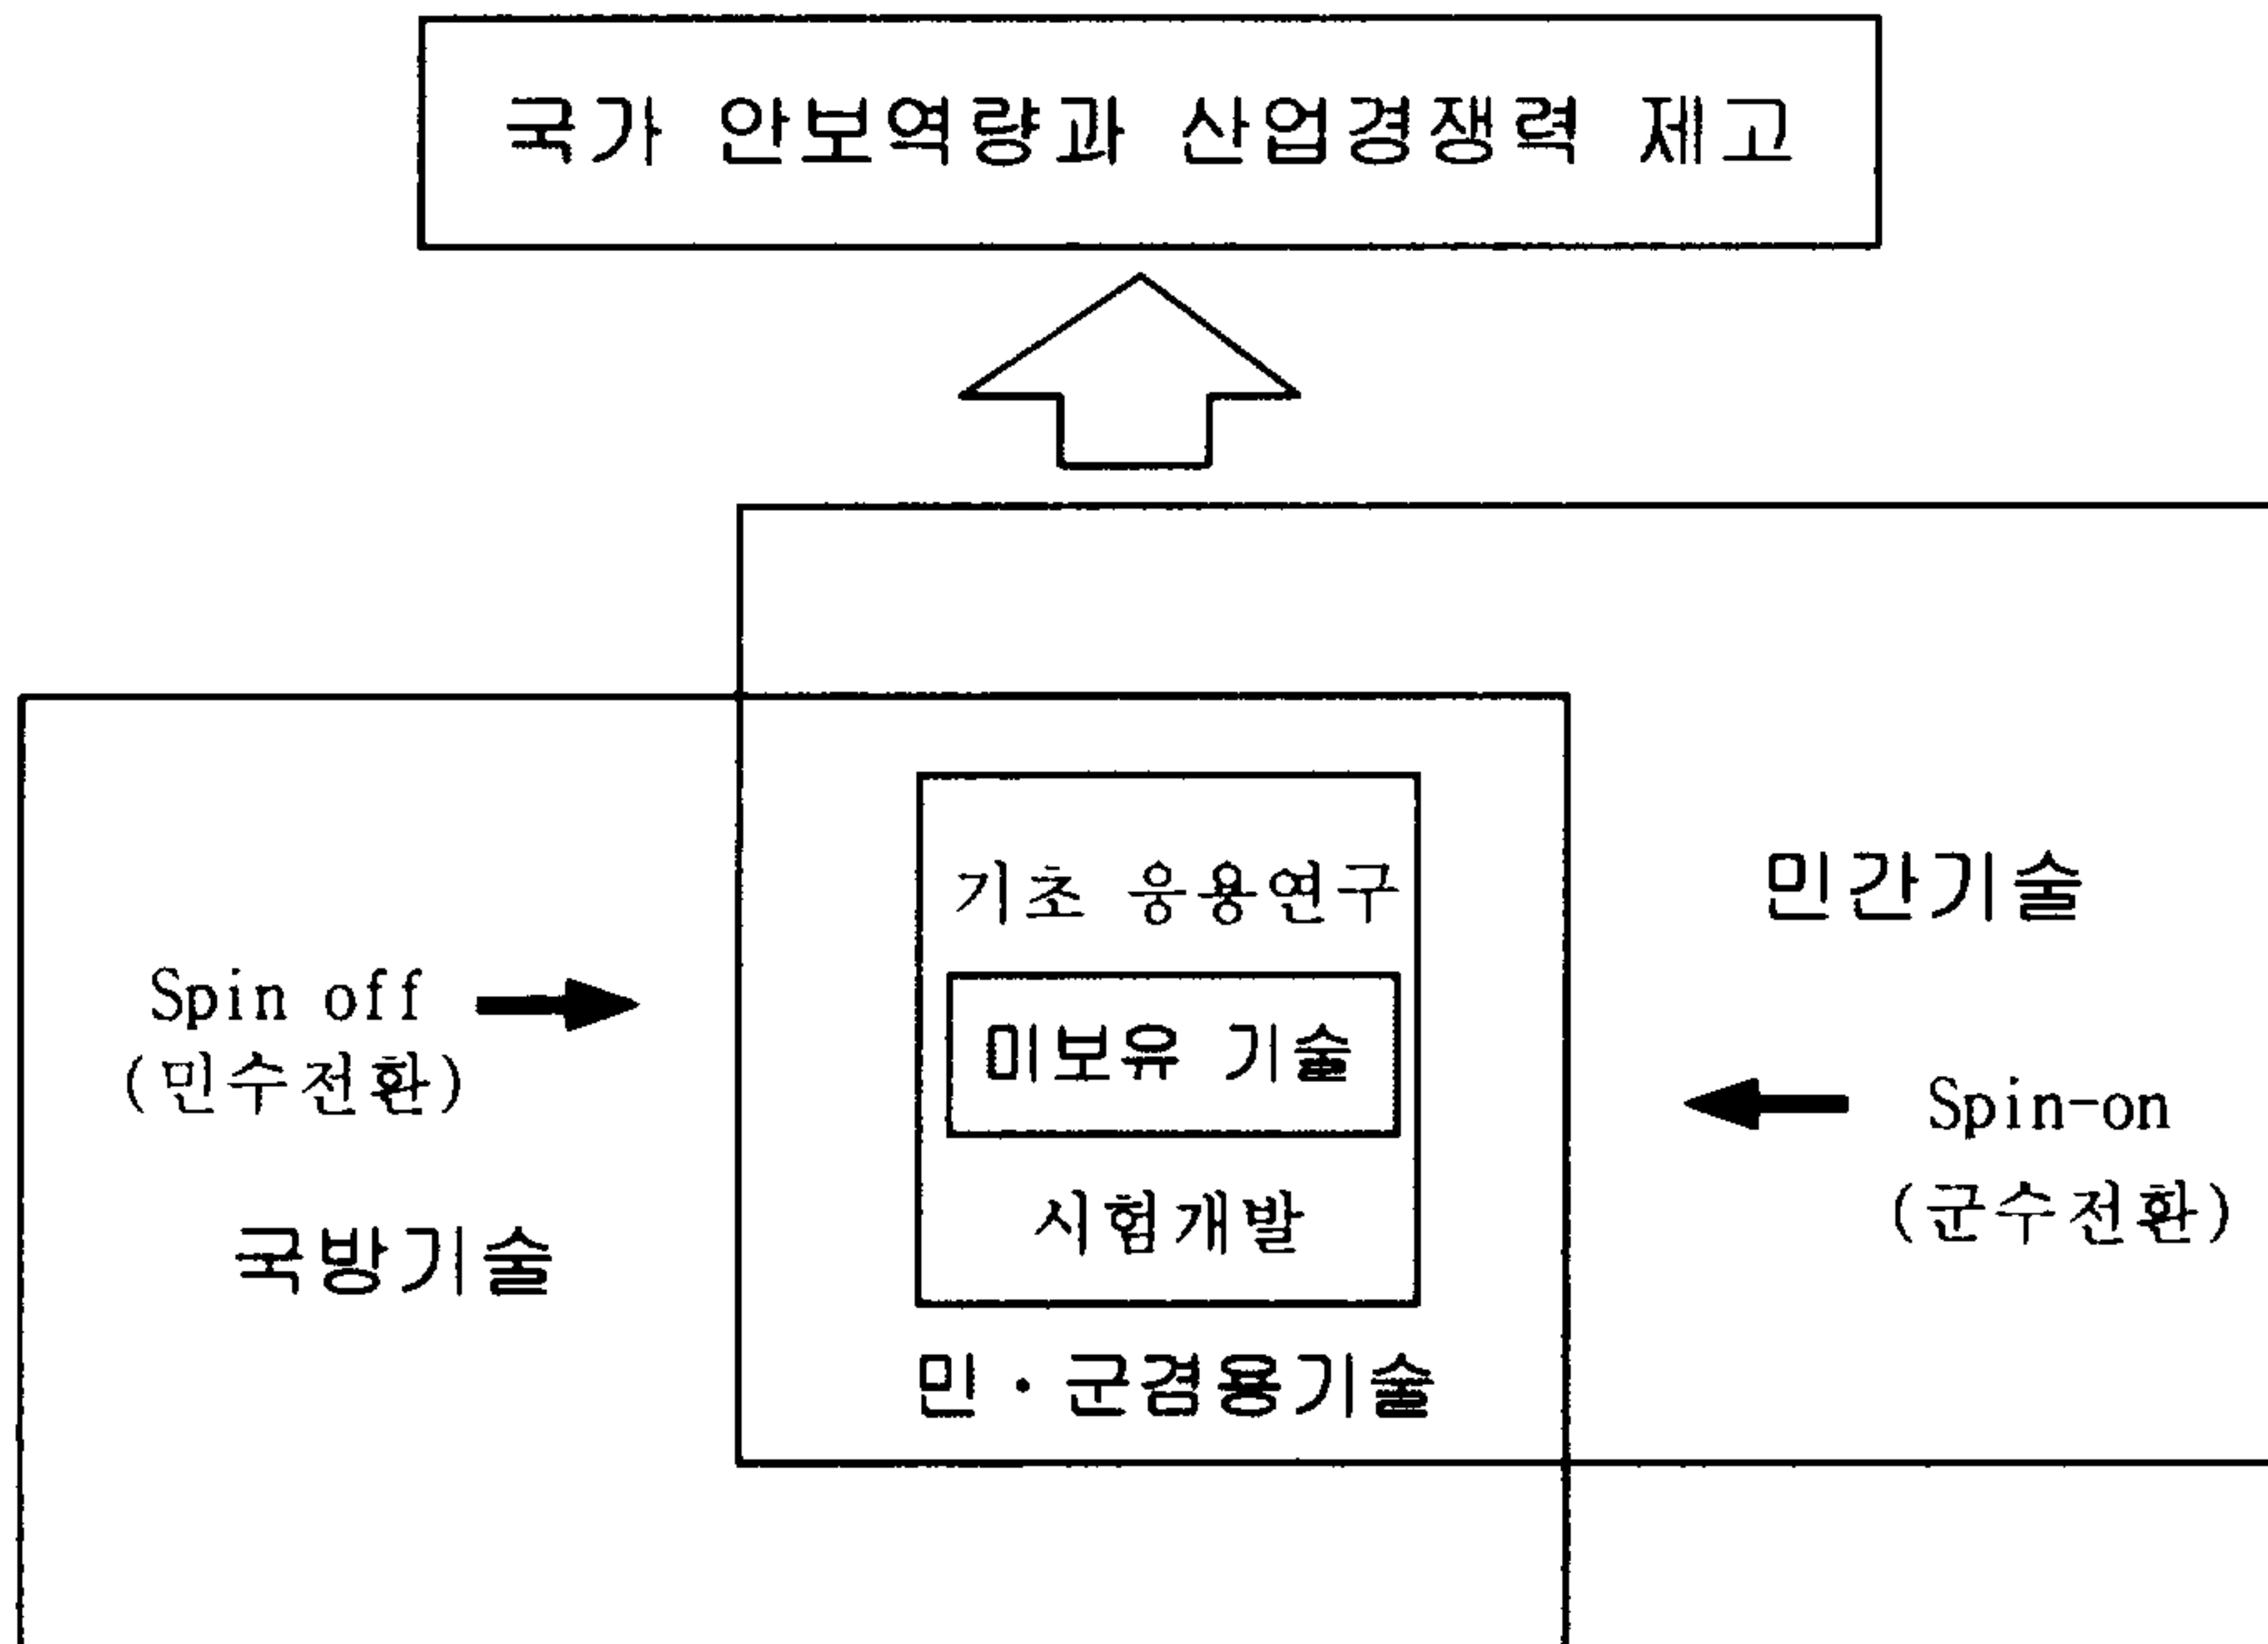 국가 안보역량과 산업경쟁력 제고
기초 응용연구
민간기술
Spin off
미보유 기술
(민수전환)
Spin-on
시험개발
(군수전환)
국방기술
민·군겸용기술